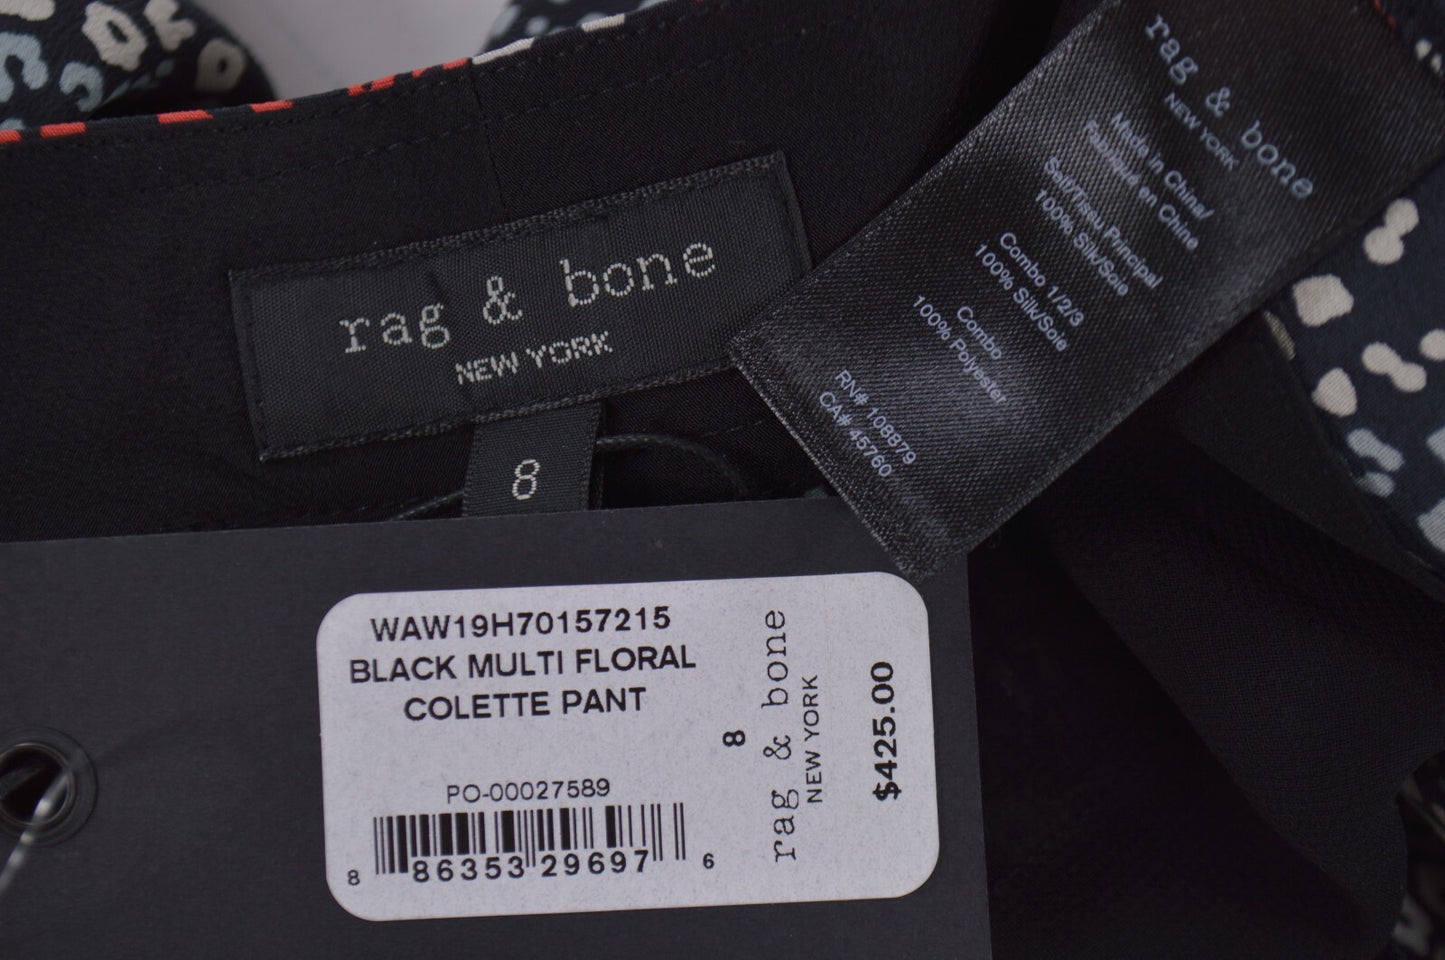 rag & bone
NEW YORK
8
rag & bone
NEW YORK
Made in China/
Fabriqué en Chine
Self/Tissu Principal
100% Silk/Soie
Combo 1/2/3
100% Silk/Soie
Combo
100% Polyester
RN# 108879
CA# 45760
WAW19H70157215
BLACK MULTI FLORAL
COLETTE PANT
PO-00027589
8 86353 29697 6
8
rag & bone
NEW YORK
$425.00